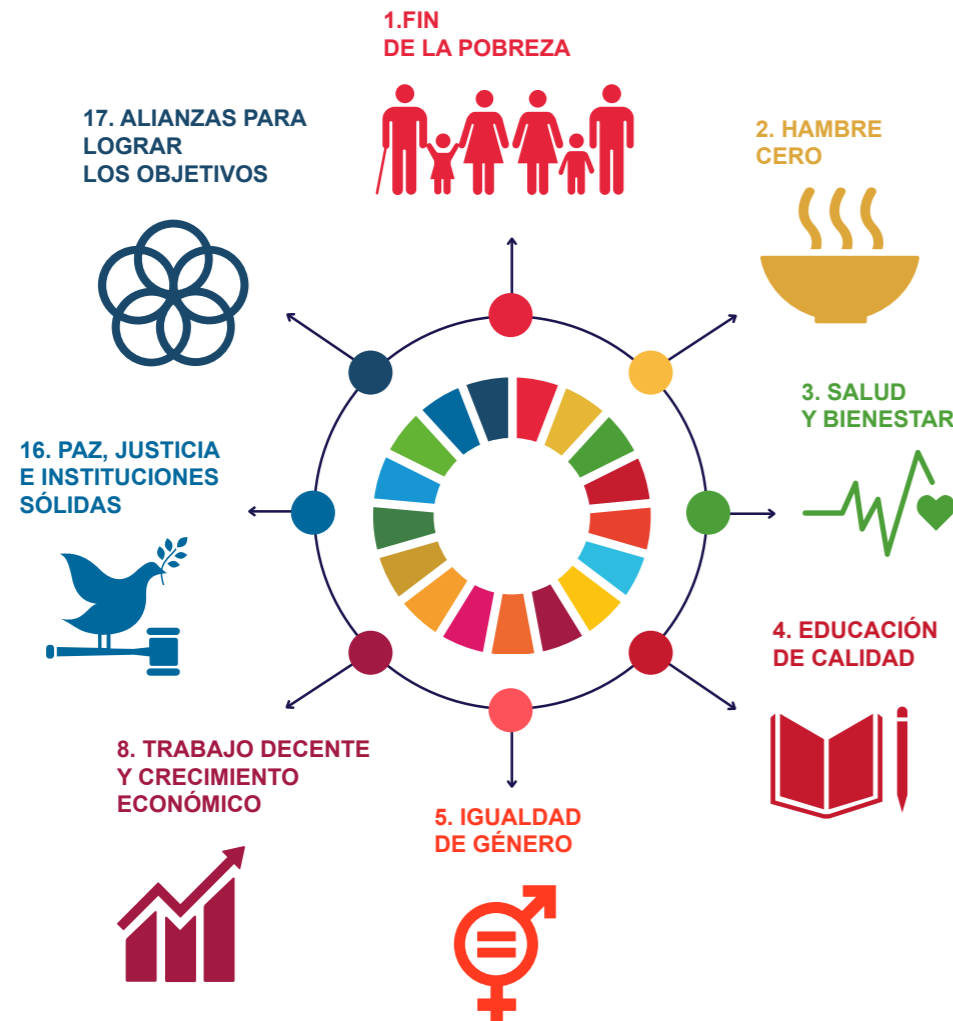 1.FIN
DE LA POBREZA
2. HAMBRE
CERO
3. SALUD
Y BIENESTAR
4. EDUCACIÓN
DE CALIDAD
5. IGUALDAD
DE GÉNERO
8. TRABAJO DECENTE
Y CRECIMIENTO
ECONÓMICO
16. PAZ, JUSTICIA
E INSTITUCIONES
SÓLIDAS
17. ALIANZAS PARA
LOGRAR
LOS OBJETIVOS